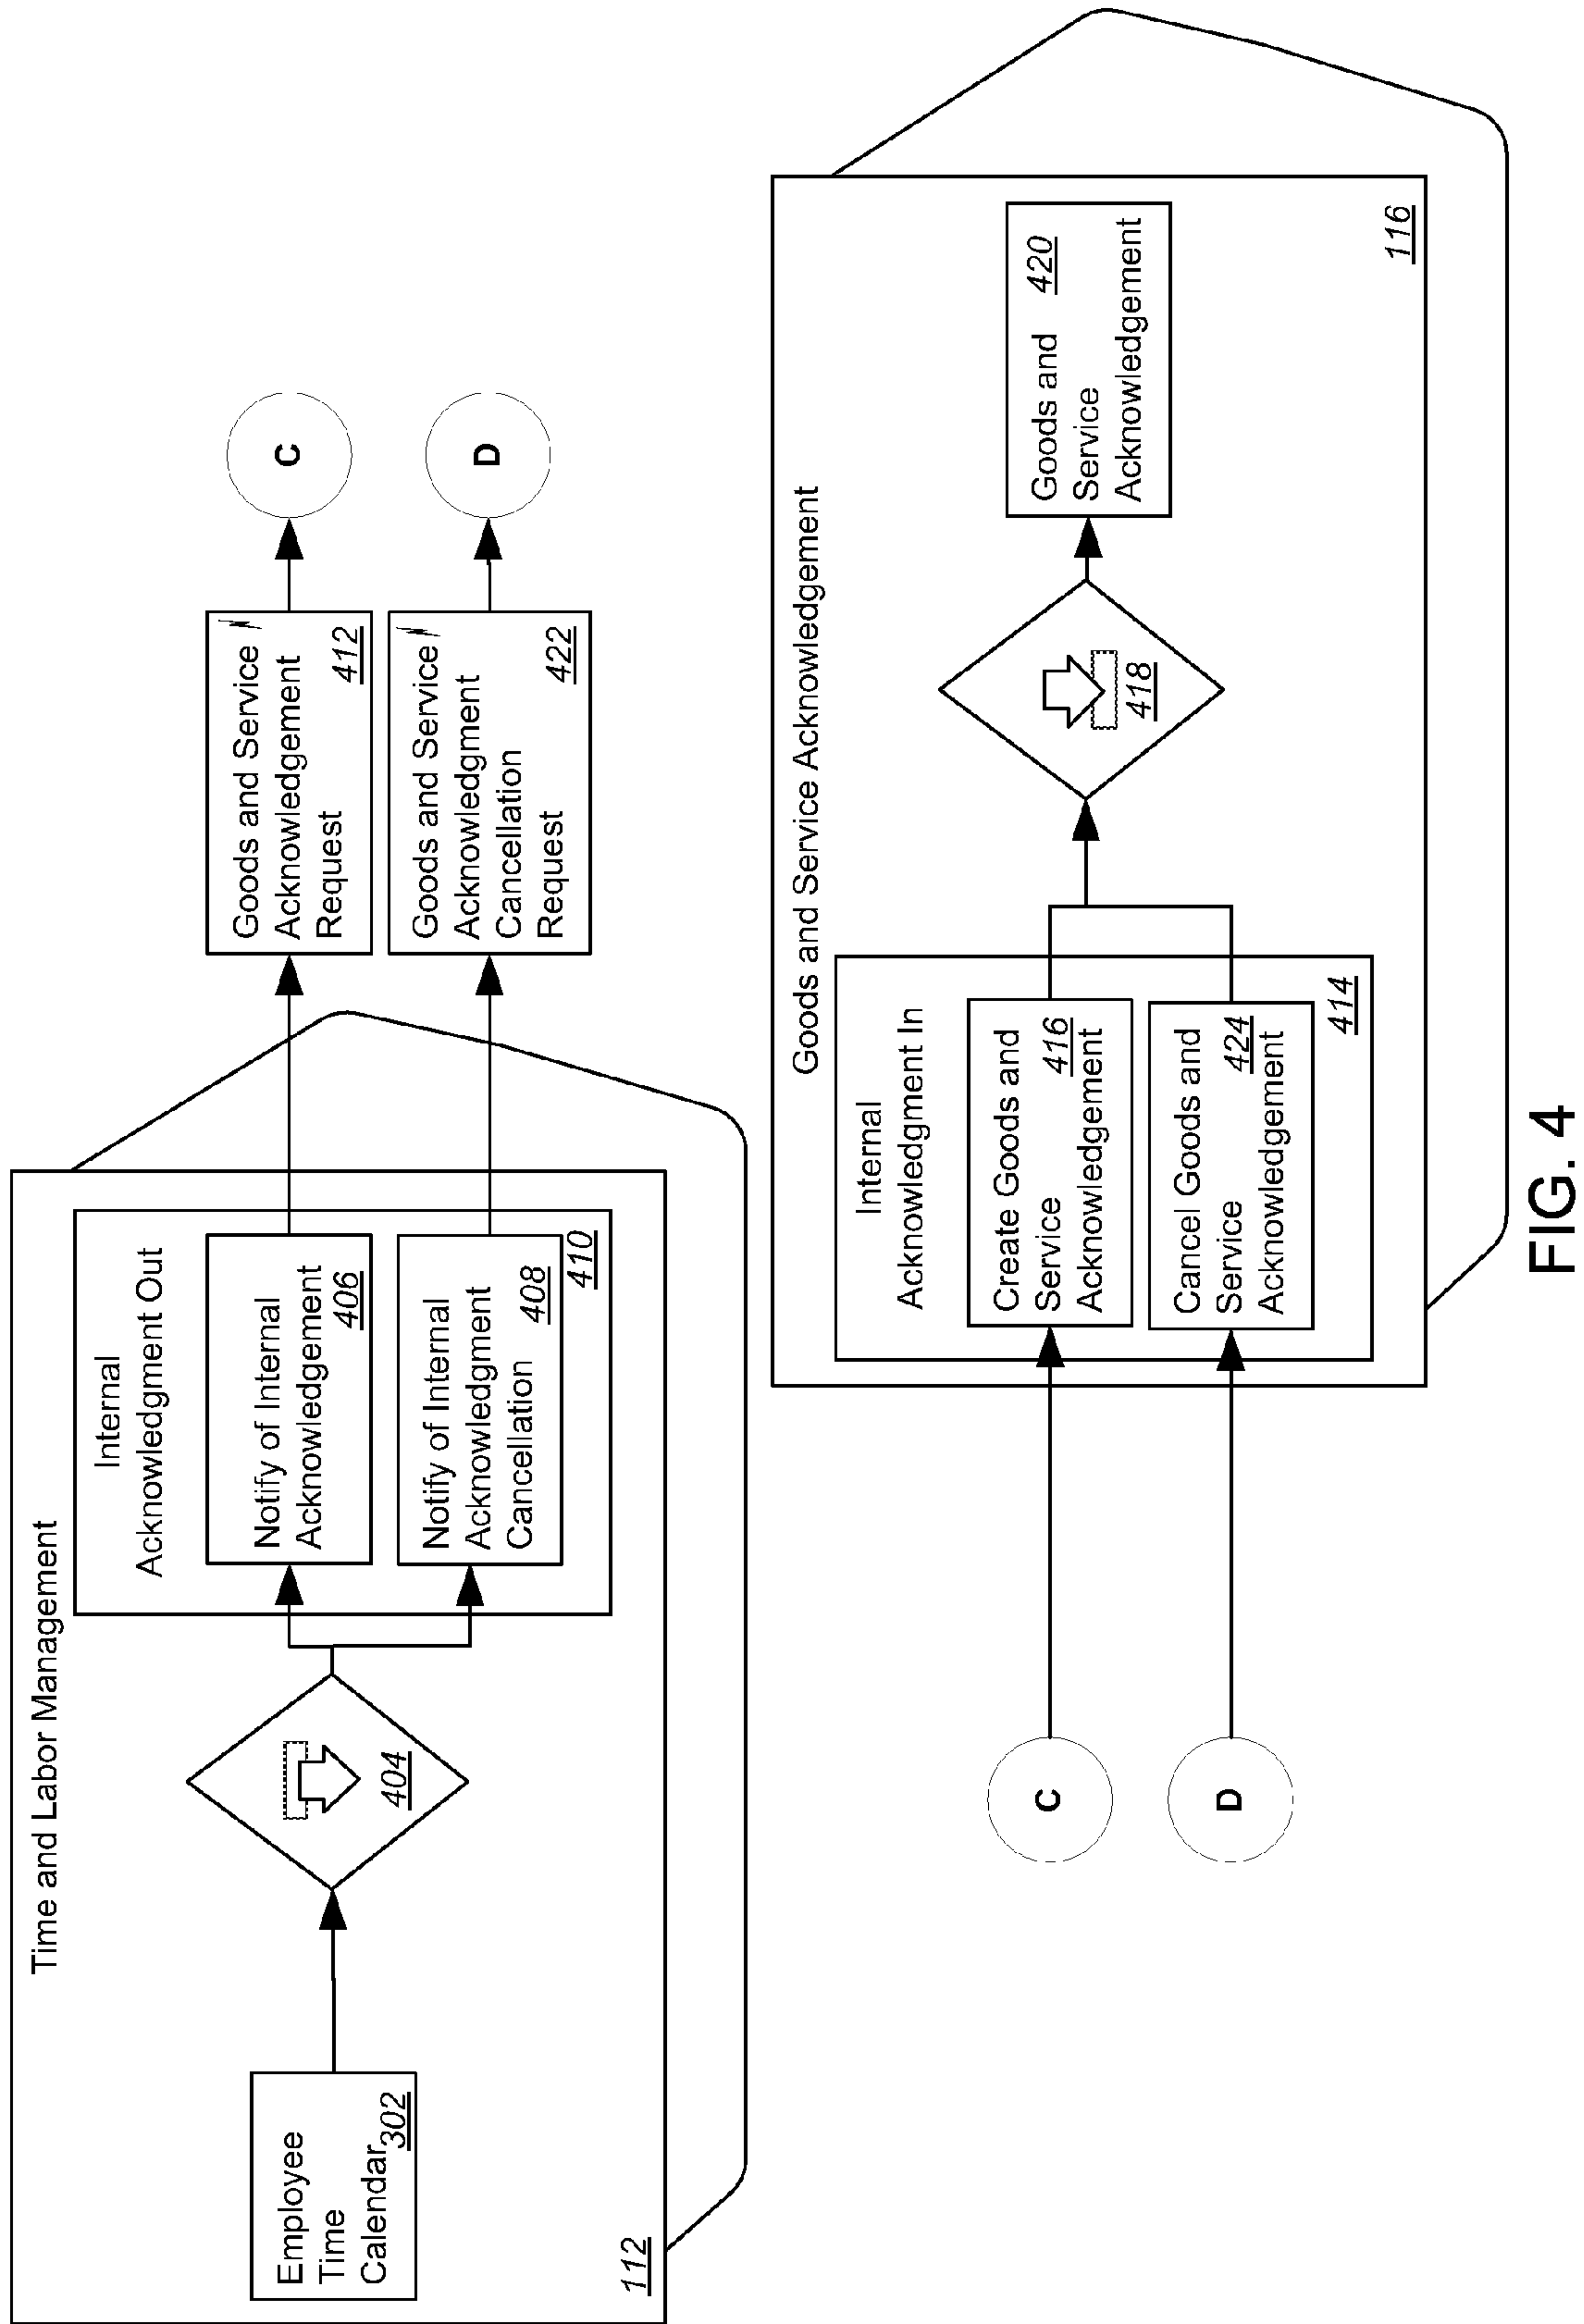 Time and Labor Management
Employee
Time
Calendar
302
404
Internal
Acknowledgment Out
Notify of Internal
Acknowledgement
406
Notify of Internal
Acknowledgment
Cancellation
408
410
112
Goods and Service
Acknowledgement
Request
412
Goods and Service
Acknowledgment
Cancellation
Request
422
C
D
C
D
Goods and Service Acknowledgement
Internal
Acknowledgment In
Create Goods and
Service
416
Acknowledgement
Cancel Goods and
Service
424
Acknowledgement
414
418
Goods and
Service
420
Acknowledgement
116
FIG. 4